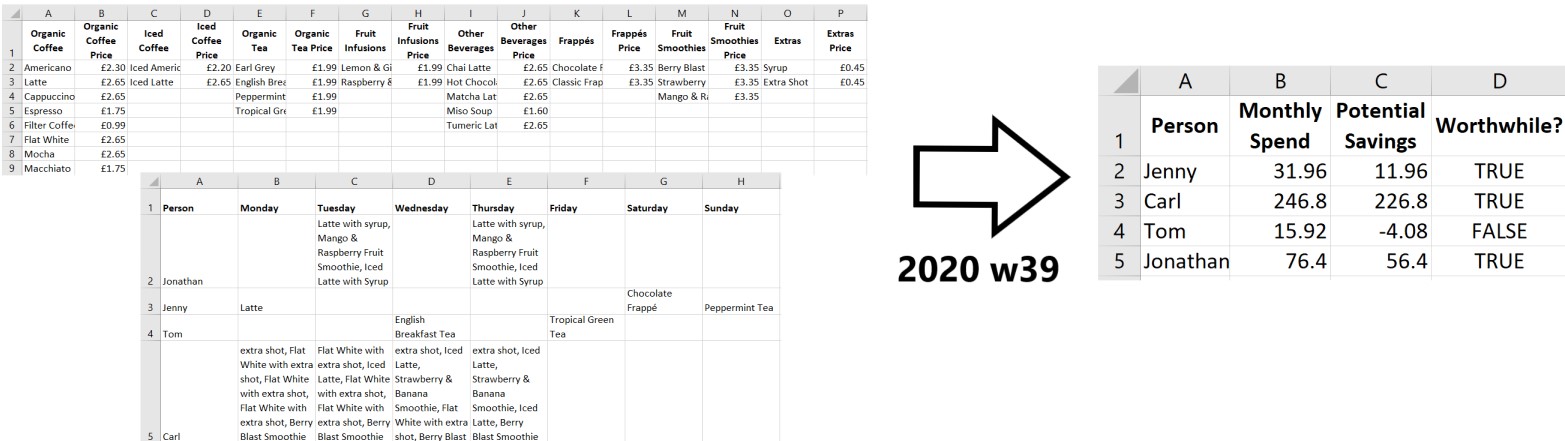 A B C D E F G H I J K L M N O P
1 Organic Coffee Organic Coffee Price Iced Coffee Iced Coffee Price Organic Tea Organic Tea Price Fruit Infusions Fruit Infusions Price Other Beverages Other Beverages Price Frappés Frappés Price Fruit Smoothies Fruit Smoothies Price Extras Extras Price
2 Americano £2.30 Iced Americ £2.20 Earl Grey £1.99 Lemon & Gi £1.99 Chai Latte £2.65 Chocolate F £3.35 Berry Blast £3.35 Syrup £0.45
3 Latte £2.65 Iced Latte £2.65 English Brea £1.99 Raspberry & £1.99 Hot Chocol £2.65 Classic Frap £3.35 Strawberry £3.35 Extra Shot £0.45
4 Cappuccino £2.65 Peppermint £1.99 Matcha Lat £2.65 Mango & Ra £3.35
5 Espresso £1.75 Tropical Gre £1.99 Miso Soup £1.60
6 Filter Coffe £0.99 Tumeric Lat £2.65
7 Flat White £2.65
8 Mocha £2.65
9 Macchiato £1.75
A B C D E F G H
1 Person Monday Tuesday Wednesday Thursday Friday Saturday Sunday
Latte with syrup, Latte with syrup,
Mango & Mango &
Raspberry Fruit Raspberry Fruit
Smoothie, Iced Smoothie, Iced
2 Jonathan Latte with Syrup Latte with Syrup
Chocolate
3 Jenny Latte Frappé Peppermint Tea
English Tropical Green
4 Tom Breakfast Tea Tea
extra shot, Flat Flat White with extra shot, Iced extra shot, Iced
White with extra extra shot, Iced Latte, Latte,
shot, Flat White Latte, Flat White Strawberry & Strawberry &
with extra shot, with extra shot, Banana Banana
Flat White with Flat White with Smoothie, Flat Smoothie, Iced
extra shot, Berry extra shot, Berry White with extra Latte, Berry
5 Carl Blast Smoothie Blast Smoothie shot, Berry Blast Blast Smoothie
2020 w39
A B C D
1 Person Monthly Spend Potential Savings Worthwhile?
2 Jenny 31.96 11.96 TRUE
3 Carl 246.8 226.8 TRUE
4 Tom 15.92 -4.08 FALSE
5 Jonathan 76.4 56.4 TRUE